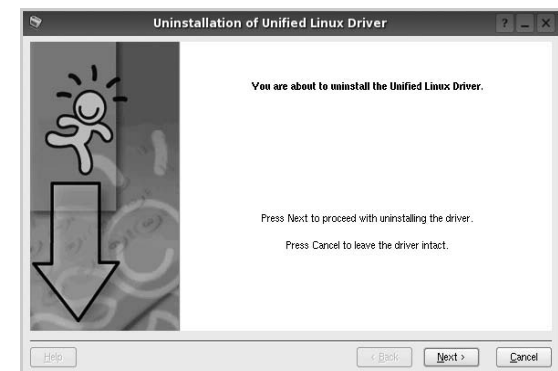 Uninstallation of Unified Linux Driver
You are about to uninstall the Unified Linux Driver.
Press Next to proceed with uninstalling the driver.
Press Cancel to leave the driver intact.
Help
< Back
Next >
Cancel